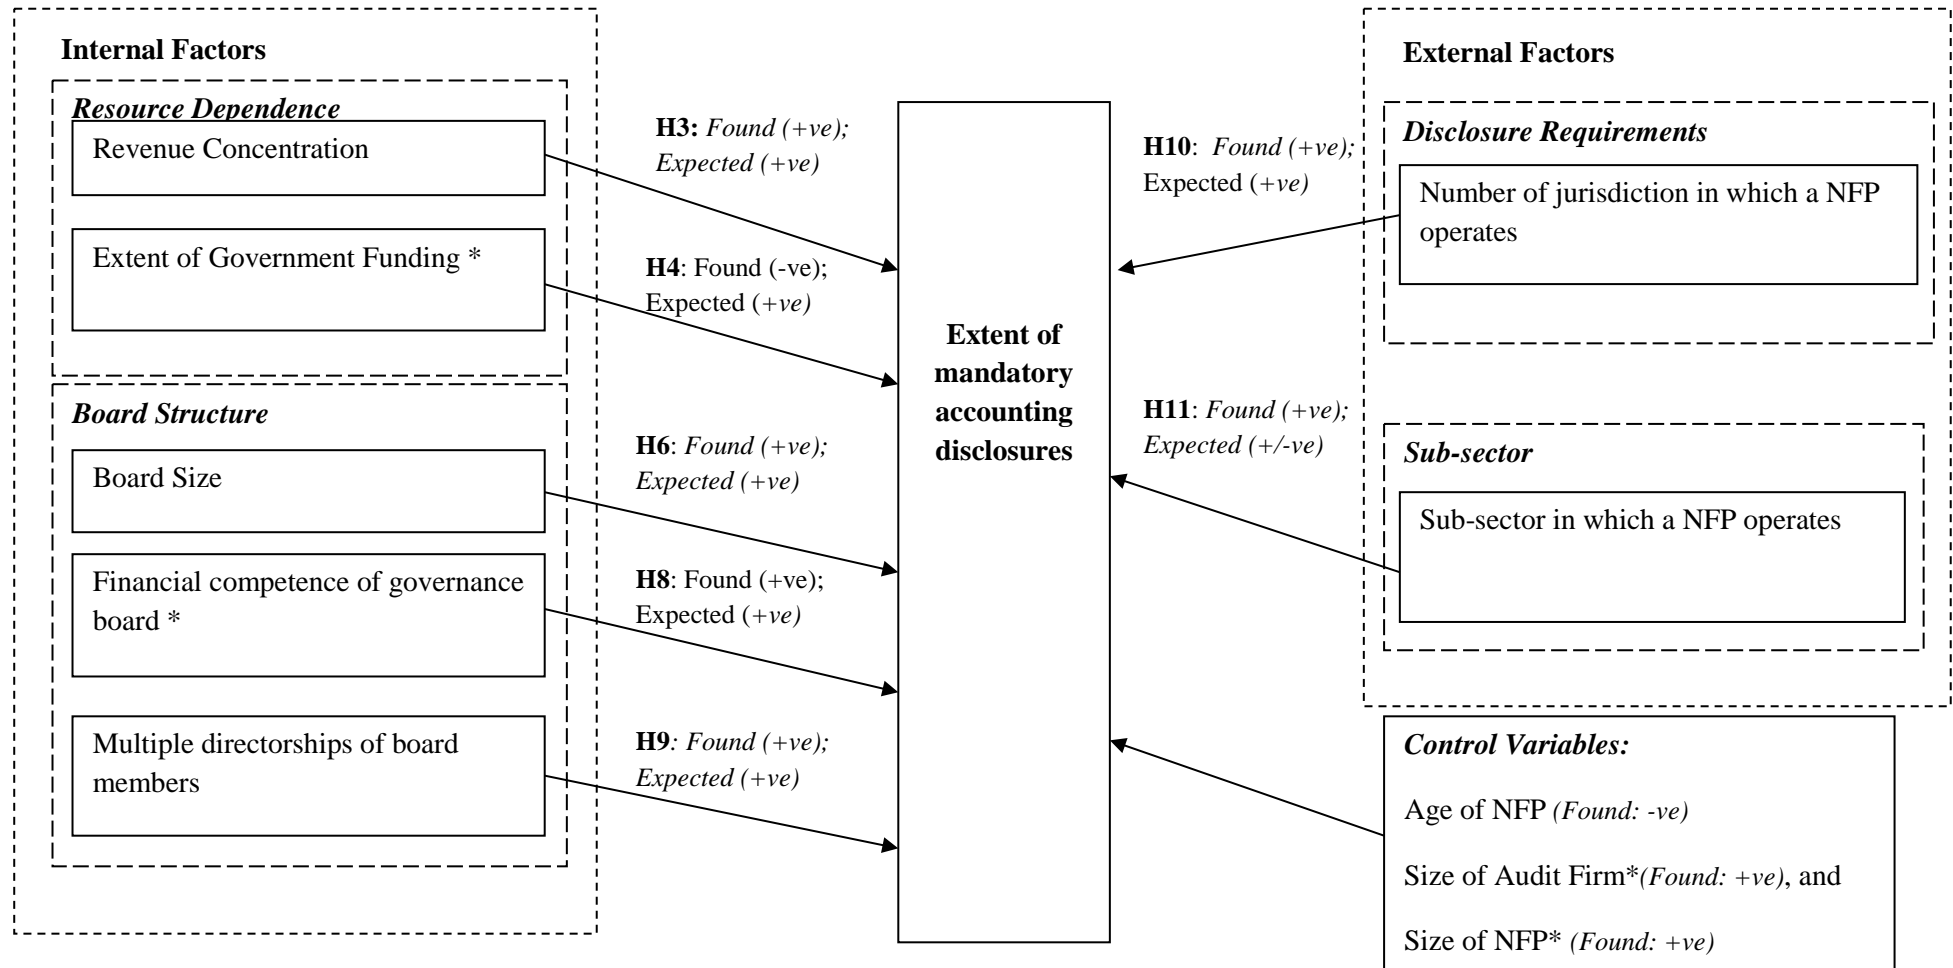 Internal Factors
Resource Dependence
Revenue Concentration
Extent of Government Funding *
Board Structure
Board Size
Financial competence of governance
board *
Multiple directorships of board
members
H3: Found (+ve);
Expected (+ve)
H4: Found (-ve);
Expected (+ve)
H6: Found (+ve);
Expected (+ve)
H8: Found (+ve);
Expected (+ve)
H9: Found (+ve);
Expected (+ve)
Extent of
mandatory
accounting
disclosures
H10: Found (+ve);
Expected (+ve)
H11: Found (+ve);
Expected (+/-ve)
External Factors
Disclosure Requirements
Number of jurisdiction in which a NFP
operates
Sub-sector
Sub-sector in which a NFP operates
Control Variables:
Age of NFP (Found: -ve)
Size of Audit Firm*(Found: +ve), and
Size of NFP* (Found: +ve)